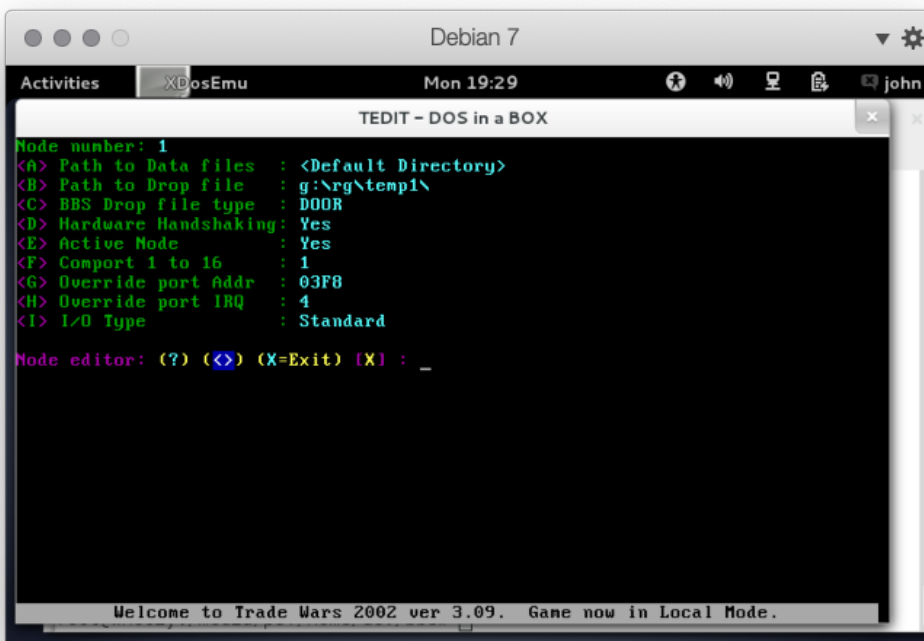 Debian 7
Activities XDosEmu Mon 19:29 john
TEDIT - DOS in a BOX
Node number: 1
<A> Path to Data files : <Default Directory>
<B> Path to Drop file : g:\rg\temp1\
<C> BBS Drop file type : DOOR
<D> Hardware Handshaking: Yes
<E> Active Node : Yes
<F> Comport 1 to 16 : 1
<G> Override port Addr : 03F8
<H> Override port IRQ : 4
<I> I/O Type : Standard
Node editor: (?) (<>) (X=Exit) [X] : _
Welcome to Trade Wars 2002 ver 3.09. Game now in Local Mode.